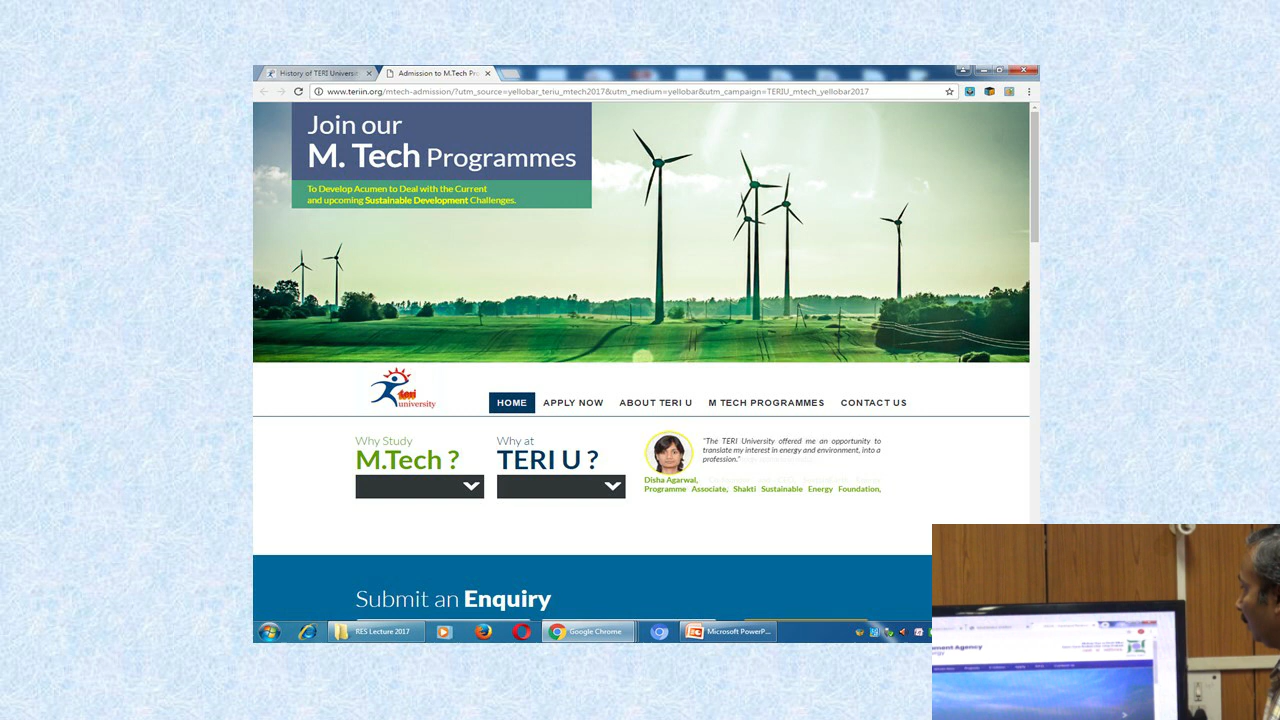 History of TERI Universit
Admission to M.Tech Pro
www.teriin.org/mtech-admission/?utm_source=yellobar_teriu_mtech2017&utm_medium=yellobar&utm_campaign=TERIU_mtech_yellobar2017
Join our
M. Tech Programmes
To Develop Acumen to Deal with the Current
and upcoming Sustainable Development Challenges.
teri
university
HOME APPLY NOW ABOUT TERI U M TECH PROGRAMMES CONTACT US
Why Study
M.Tech ?
Why at
TERI U ?
"The TERI University offered me an opportunity to
translate my interest in energy and environment, into a
profession."
Disha Agarwal,
Programme Associate, Shakti Sustainable Energy Foundation,
Submit an Enquiry
RES Lecture 2017
Google Chrome
Microsoft PowerP...
ment Agency